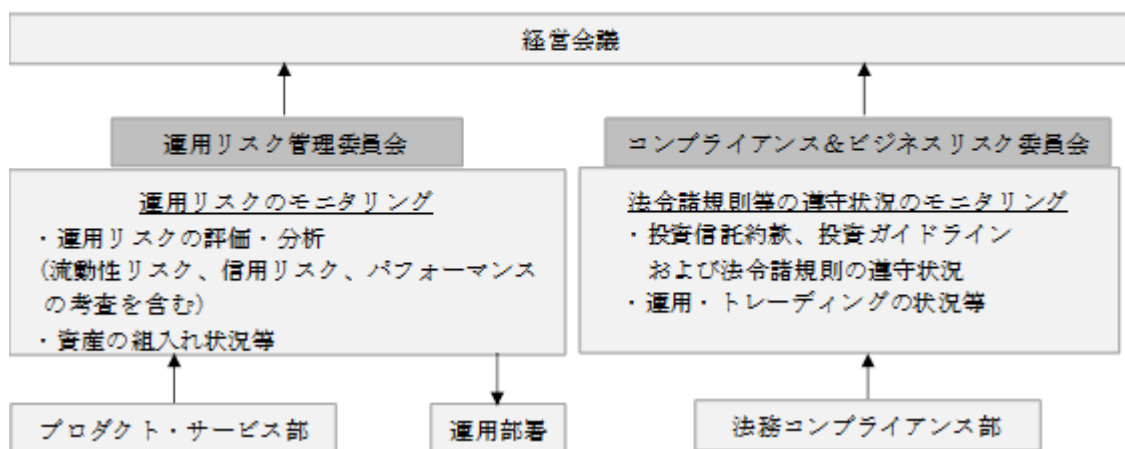 経営会議
運用リスク管理委員会
運用リスクのモニタリング
・運用リスクの評価・分析
(流動性リスク、信用リスク、パフォーマンス
の考査を含む)
・資産の組入れ状況等
プロダクト・サービス部
運用部署
コンプライアンス&ビジネスリスク委員会
法令諸規則等の遵守状況のモニタリング
・投資信託約款、投資ガイドライン
および法令諸規則の遵守状況
・運用・トレーディングの状況等
法務コンプライアンス部